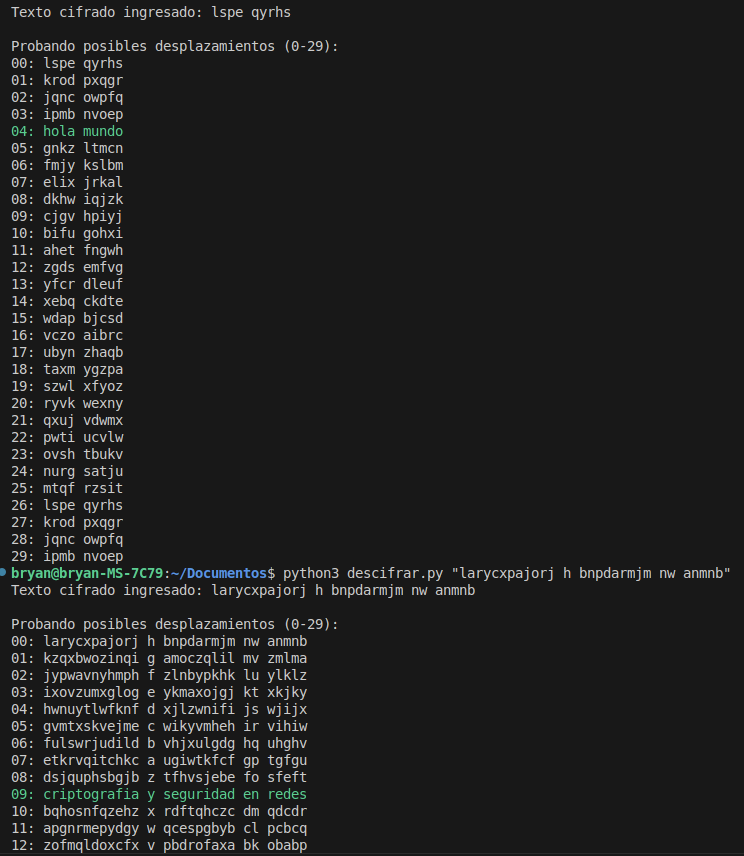 Texto cifrado ingresado: lspe qyrhs
Probando posibles desplazamientos (0-29):
00: lspe qyrhs
01: krod pxqgr
02: jqnc owpfq
03: ipmb nvoep
04: hola mundo
05: gnkz ltmcn
06: fmjy kslbm
07: elix jrkal
08: dkhw iqjzk
09: cjgv hpiyj
10: bifu gohxi
11: ahet fngwh
12: zgds emfvg
13: yfcr dleuf
14: xebq ckdte
15: wdap bjcsd
16: vczo aibrc
17: ubyn zhaqb
18: taxm ygzpa
19: szwl xfyoz
20: ryvk wexny
21: qxuj vdwmx
22: pwti ucvlw
23: ovsh tbukv
24: nurg satju
25: mtqf rzsit
26: lspe qyrhs
27: krod pxqgr
28: jqnc owpfq
29: ipmb nvoep
bryan@bryan-MS-7C79:~/Documentos$ python3 descifrar.py "larycxpajorj h bnpdarmjm nw anmnb"
Texto cifrado ingresado: larycxpajorj h bnpdarmjm nw anmnb
Probando posibles desplazamientos (0-29):
00: larycxpajorj h bnpdarmjm nw anmnb
01: kzqxbwozinqi g amoczqlil mv zmlma
02: jypwavnyhmph f zlnbypkhk lu ylklz
03: ixovzumxglog e ykmaxojgj kt xkjky
04: hwnuytlwfknf d xjlzwnifi js wjijx
05: gvmtxskvejme c wikyvmheh ir vihiw
06: fulswrjudild b vhjxulgdg hq uhghv
07: etkrvqitchkc a ugiwtkfcf gp tgfgu
08: dsjquphsbgjb z tfhvsjebe fo sfeft
09: criptografia y seguridad en redes
10: bqhosnfqzehz x rdftqhczc dm qdcdr
11: apgnrmepydgy w qcespgbyb cl pcbcq
12: zofmqldoxcfx v pbdrofaxa bk obabp